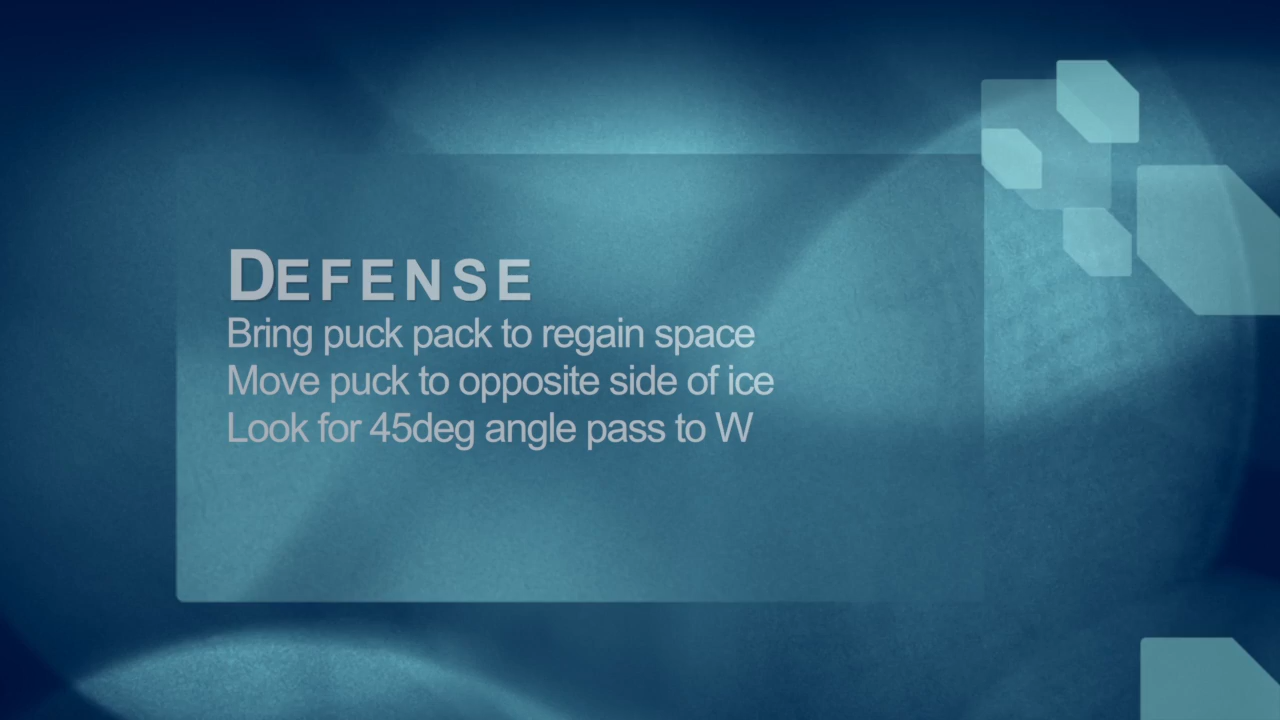 DEFENSE
Bring puck pack to regain space
Move puck to opposite side of ice
Look for 45deg angle pass to W